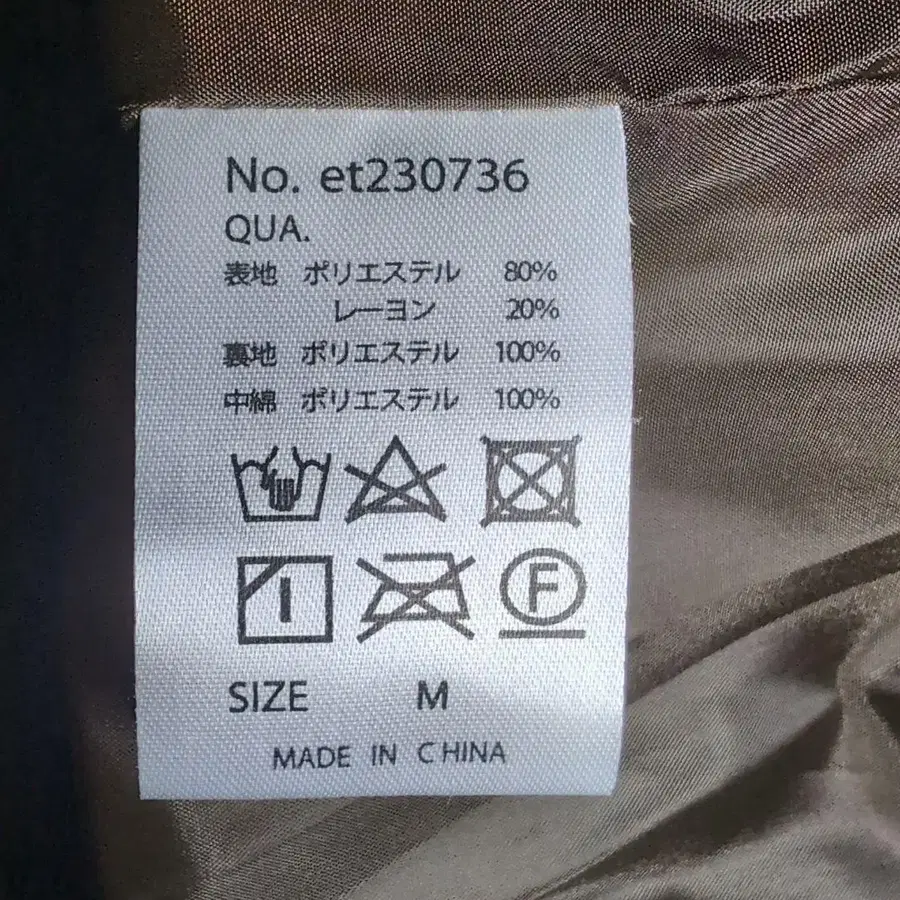 No. et230736
QUA.
表地 ポリエステル 80%
レーヨン 20%
裏地 ポリエステル 100%
中綿 ポリエステル 100%
F
SIZE M
MADE IN CHINA